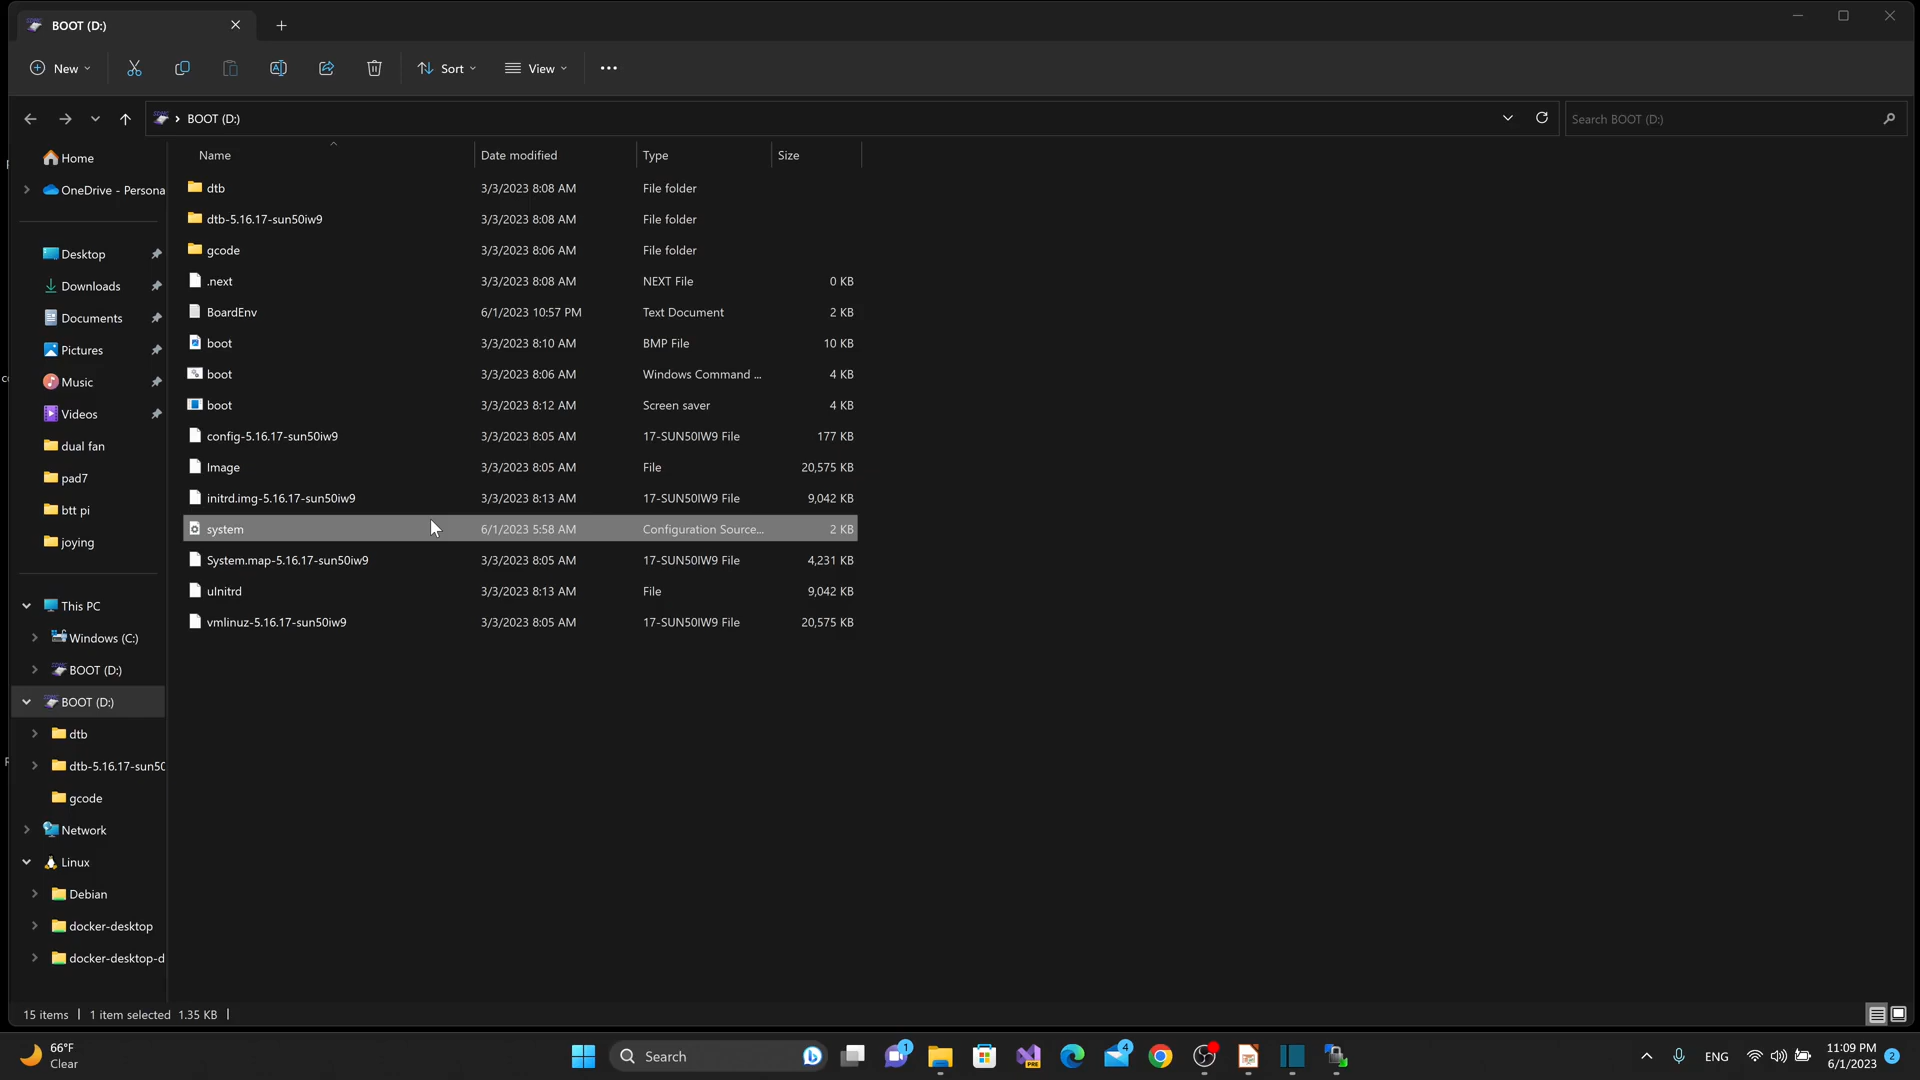 BOOT (D:)
New
Sort
View
BOOT (D:)
Search BOOT (D:)
Name
Date modified
Type
Size
Home
OneDrive - Persona
Desktop
Downloads
Documents
Pictures
Music
Videos
dual fan
pad7
btt pi
joying
This PC
Windows (C:)
BOOT (D:)
BOOT (D:)
dtb
dtb-5.16.17-sun50
gcode
Network
Linux
Debian
docker-desktop
docker-desktop-d
dtb 3/3/2023 8:08 AM File folder
dtb-5.16.17-sun50iw9 3/3/2023 8:08 AM File folder
gcode 3/3/2023 8:06 AM File folder
.next 3/3/2023 8:08 AM NEXT File 0 KB
BoardEnv 6/1/2023 10:57 PM Text Document 2 KB
boot 3/3/2023 8:10 AM BMP File 10 KB
boot 3/3/2023 8:06 AM Windows Command ... 4 KB
boot 3/3/2023 8:12 AM Screen saver 4 KB
config-5.16.17-sun50iw9 3/3/2023 8:05 AM 17-SUN50IW9 File 177 KB
Image 3/3/2023 8:05 AM File 20,575 KB
initrd.img-5.16.17-sun50iw9 3/3/2023 8:13 AM 17-SUN50IW9 File 9,042 KB
system 6/1/2023 5:58 AM Configuration Source... 2 KB
System.map-5.16.17-sun50iw9 3/3/2023 8:05 AM 17-SUN50IW9 File 4,231 KB
uInitrd 3/3/2023 8:13 AM File 9,042 KB
vmlinuz-5.16.17-sun50iw9 3/3/2023 8:05 AM 17-SUN50IW9 File 20,575 KB
15 items
1 item selected 1.35 KB
66°F
Clear
Search
1
PRE
4
ENG
11:09 PM
6/1/2023
2